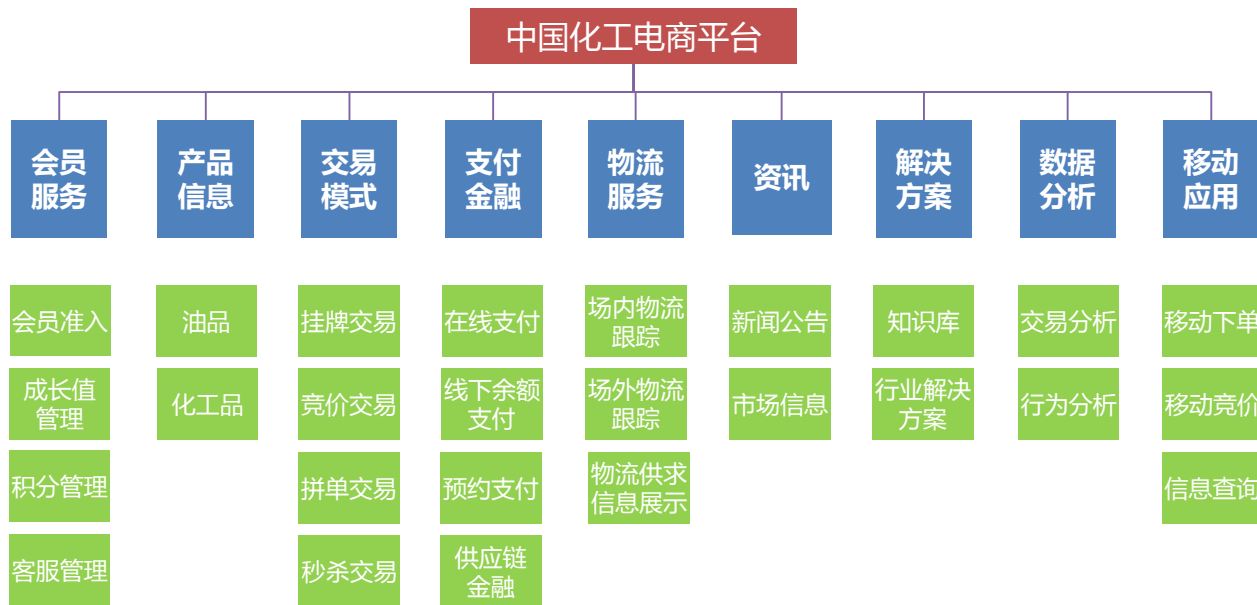 中国化工电商平台
会员
服务
产品
信息
交易
模式
支付
金融
物流
服务
资讯
解决
方案
数据
分析
移动
应用
会员准入
油品
挂牌交易
在线支付
场内物流
跟踪
新闻公告
知识库
交易分析
移动下单
成长值
管理
化工品
竞价交易
线下余额
支付
场外物流
跟踪
市场信息
行业解决
方案
行为分析
移动竞价
积分管理
拼单交易
预约支付
物流供求
信息展示
信息查询
客服管理
秒杀交易
供应链
金融